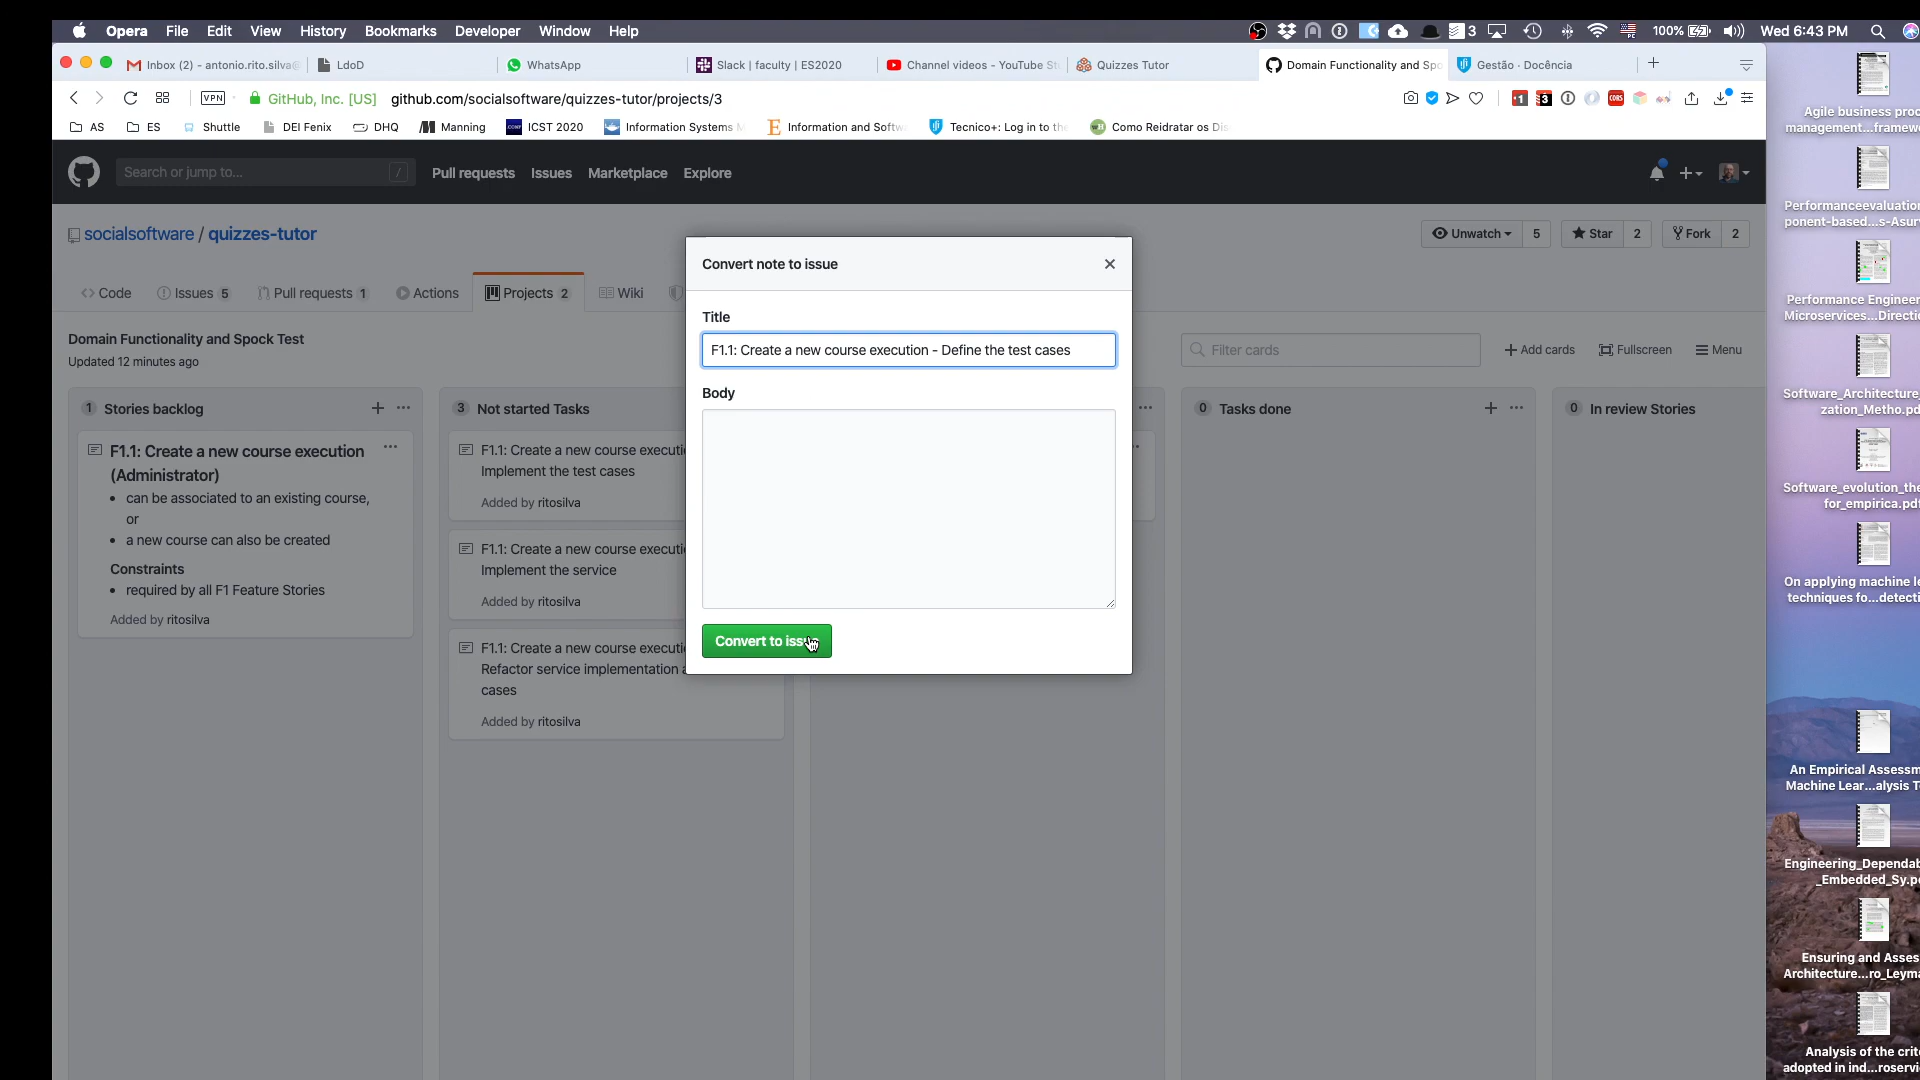 Opera File Edit View History Bookmarks Developer Window Help
3 100% Wed 6:43 PM
Inbox (2) - antonio.rito.silva@
LdoD
WhatsApp
Slack | faculty | ES2020
Channel videos - YouTube St
Quizzes Tutor
Domain Functionality and Spo
Gestão · Docência
VPN GitHub, Inc. [US] github.com/socialsoftware/quizzes-tutor/projects/3
AS ES Shuttle DEI Fenix DHQ Manning ICST 2020 Information Systems M Information and Softw Tecnico+: Log in to th Como Reidratar os Dis
Search or jump to... / Pull requests Issues Marketplace Explore
socialsoftware / quizzes-tutor
Unwatch 5 Star 2 Fork 2
Code Issues 5 Pull requests 1 Actions Projects 2 Wiki
Domain Functionality and Spock Test
Updated 12 minutes ago
Filter cards Add cards Fullscreen Menu
1 Stories backlog
F1.1: Create a new course execution
(Administrator)
can be associated to an existing course,
or
a new course can also be created
Constraints
required by all F1 Feature Stories
Added by ritosilva
3 Not started Tasks
F1.1: Create a new course executi
Implement the test cases
Added by ritosilva
F1.1: Create a new course executi
Implement the service
Added by ritosilva
F1.1: Create a new course executi
Refactor service implementation a
cases
Added by ritosilva
Convert note to issue
Title
F1.1: Create a new course execution - Define the test cases
Body
Convert to issue
0 Tasks done
0 In review Stories
Agile business proc
management...framew
Performanceevaluation
ponent-based...s-Asurv
Performance Engineer
Microservices...Directi
Software_Architecture_
zation_Metho.pd
Software_evolution_the
for_empirica.pdf
On applying machine le
techniques fo...detecti
An Empirical Assessm
Machine Lear...alysis T
Engineering_Dependab
_Embedded_Sy.p
Ensuring and Asses
Architecture...ro_Leyma
Analysis of the crite
adopted in ind...roservi